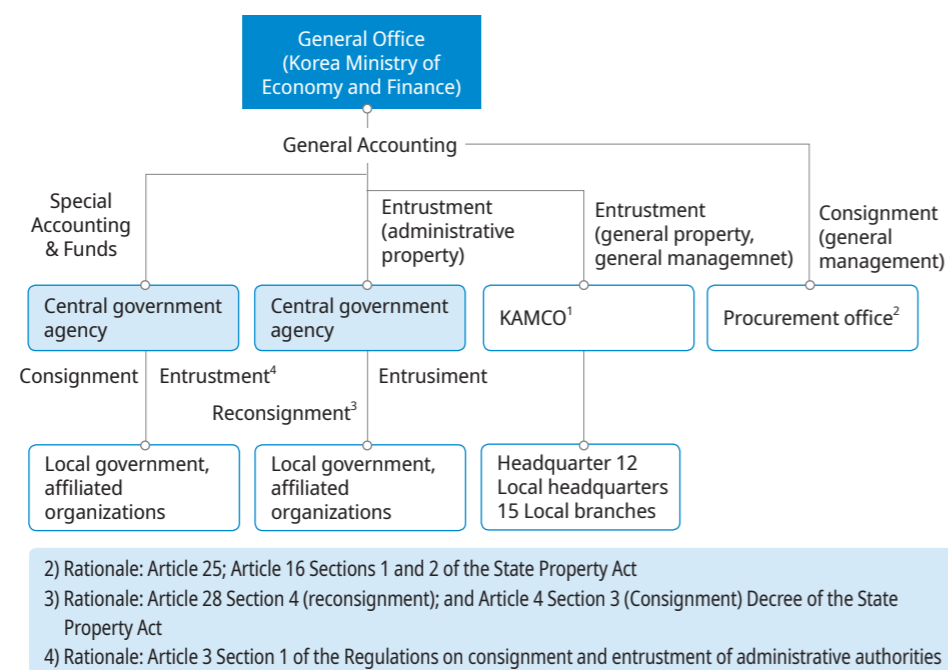 General Office
(Korea Ministry of
Economy and Finance)
General Accounting
Special
Accounting
& Funds
Entrustment
(administrative
property)
Entrustment
(general property,
general managemnet)
Consignment
(general
management)
Central government
agency
Central government
agency
KAMCO¹
Procurement office²
Consignment
Entrustment⁴
Reconsignment³
Entrusiment
Local government,
affiliated
organizations
Local government,
affiliated
organizations
Headquarter 12
Local headquarters
15 Local branches
2) Rationale: Article 25; Article 16 Sections 1 and 2 of the State Property Act
3) Rationale: Article 28 Section 4 (reconsignment); and Article 4 Section 3 (Consignment) Decree of the State
Property Act
4) Rationale: Article 3 Section 1 of the Regulations on consignment and entrustment of administrative authorities